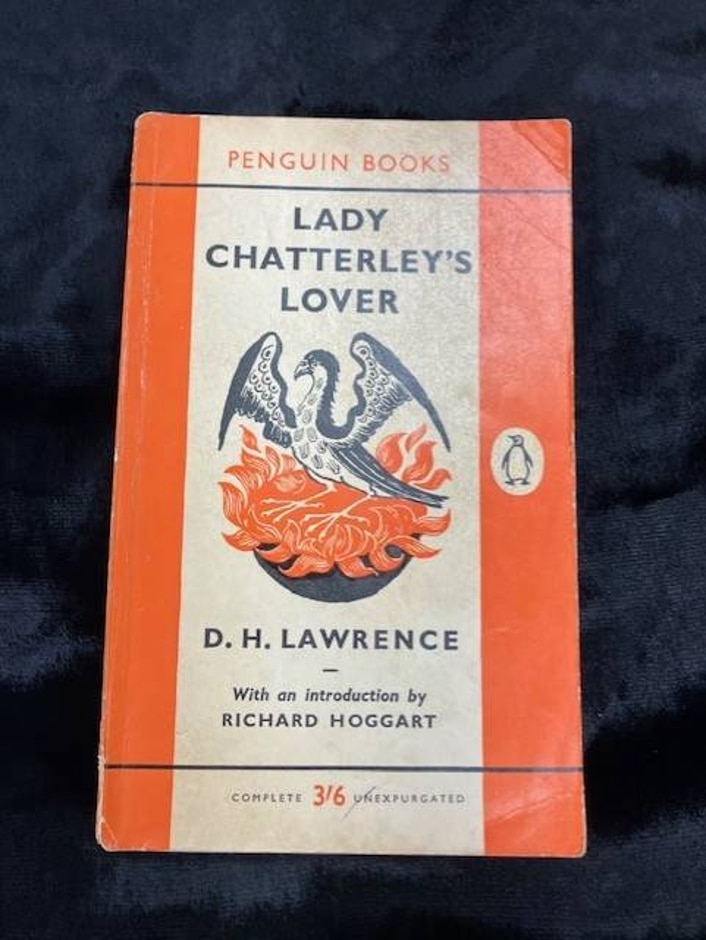 PENGUIN BOOKS
LADY
CHATTERLEY'S
LOVER
D. H. LAWRENCE
—
With an introduction by
RICHARD HOGGART
COMPLETE 3/6 UNEXPURGATED